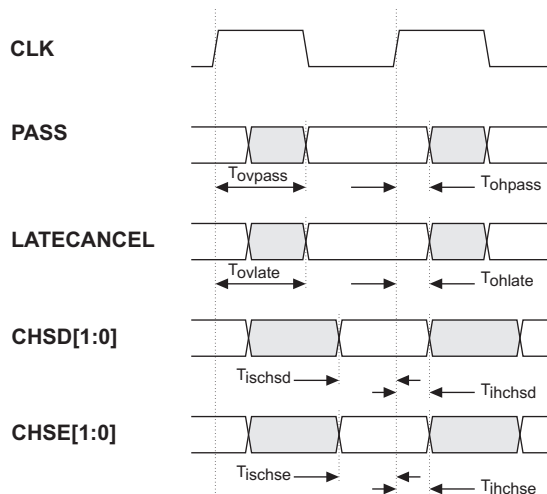 CLK
PASS
Tovpass
Tohpass
LATECANCEL
Tovlate
Tohlate
CHSD[1:0]
Tischsd
Tihchsd
CHSE[1:0]
Tischse
Tihchse